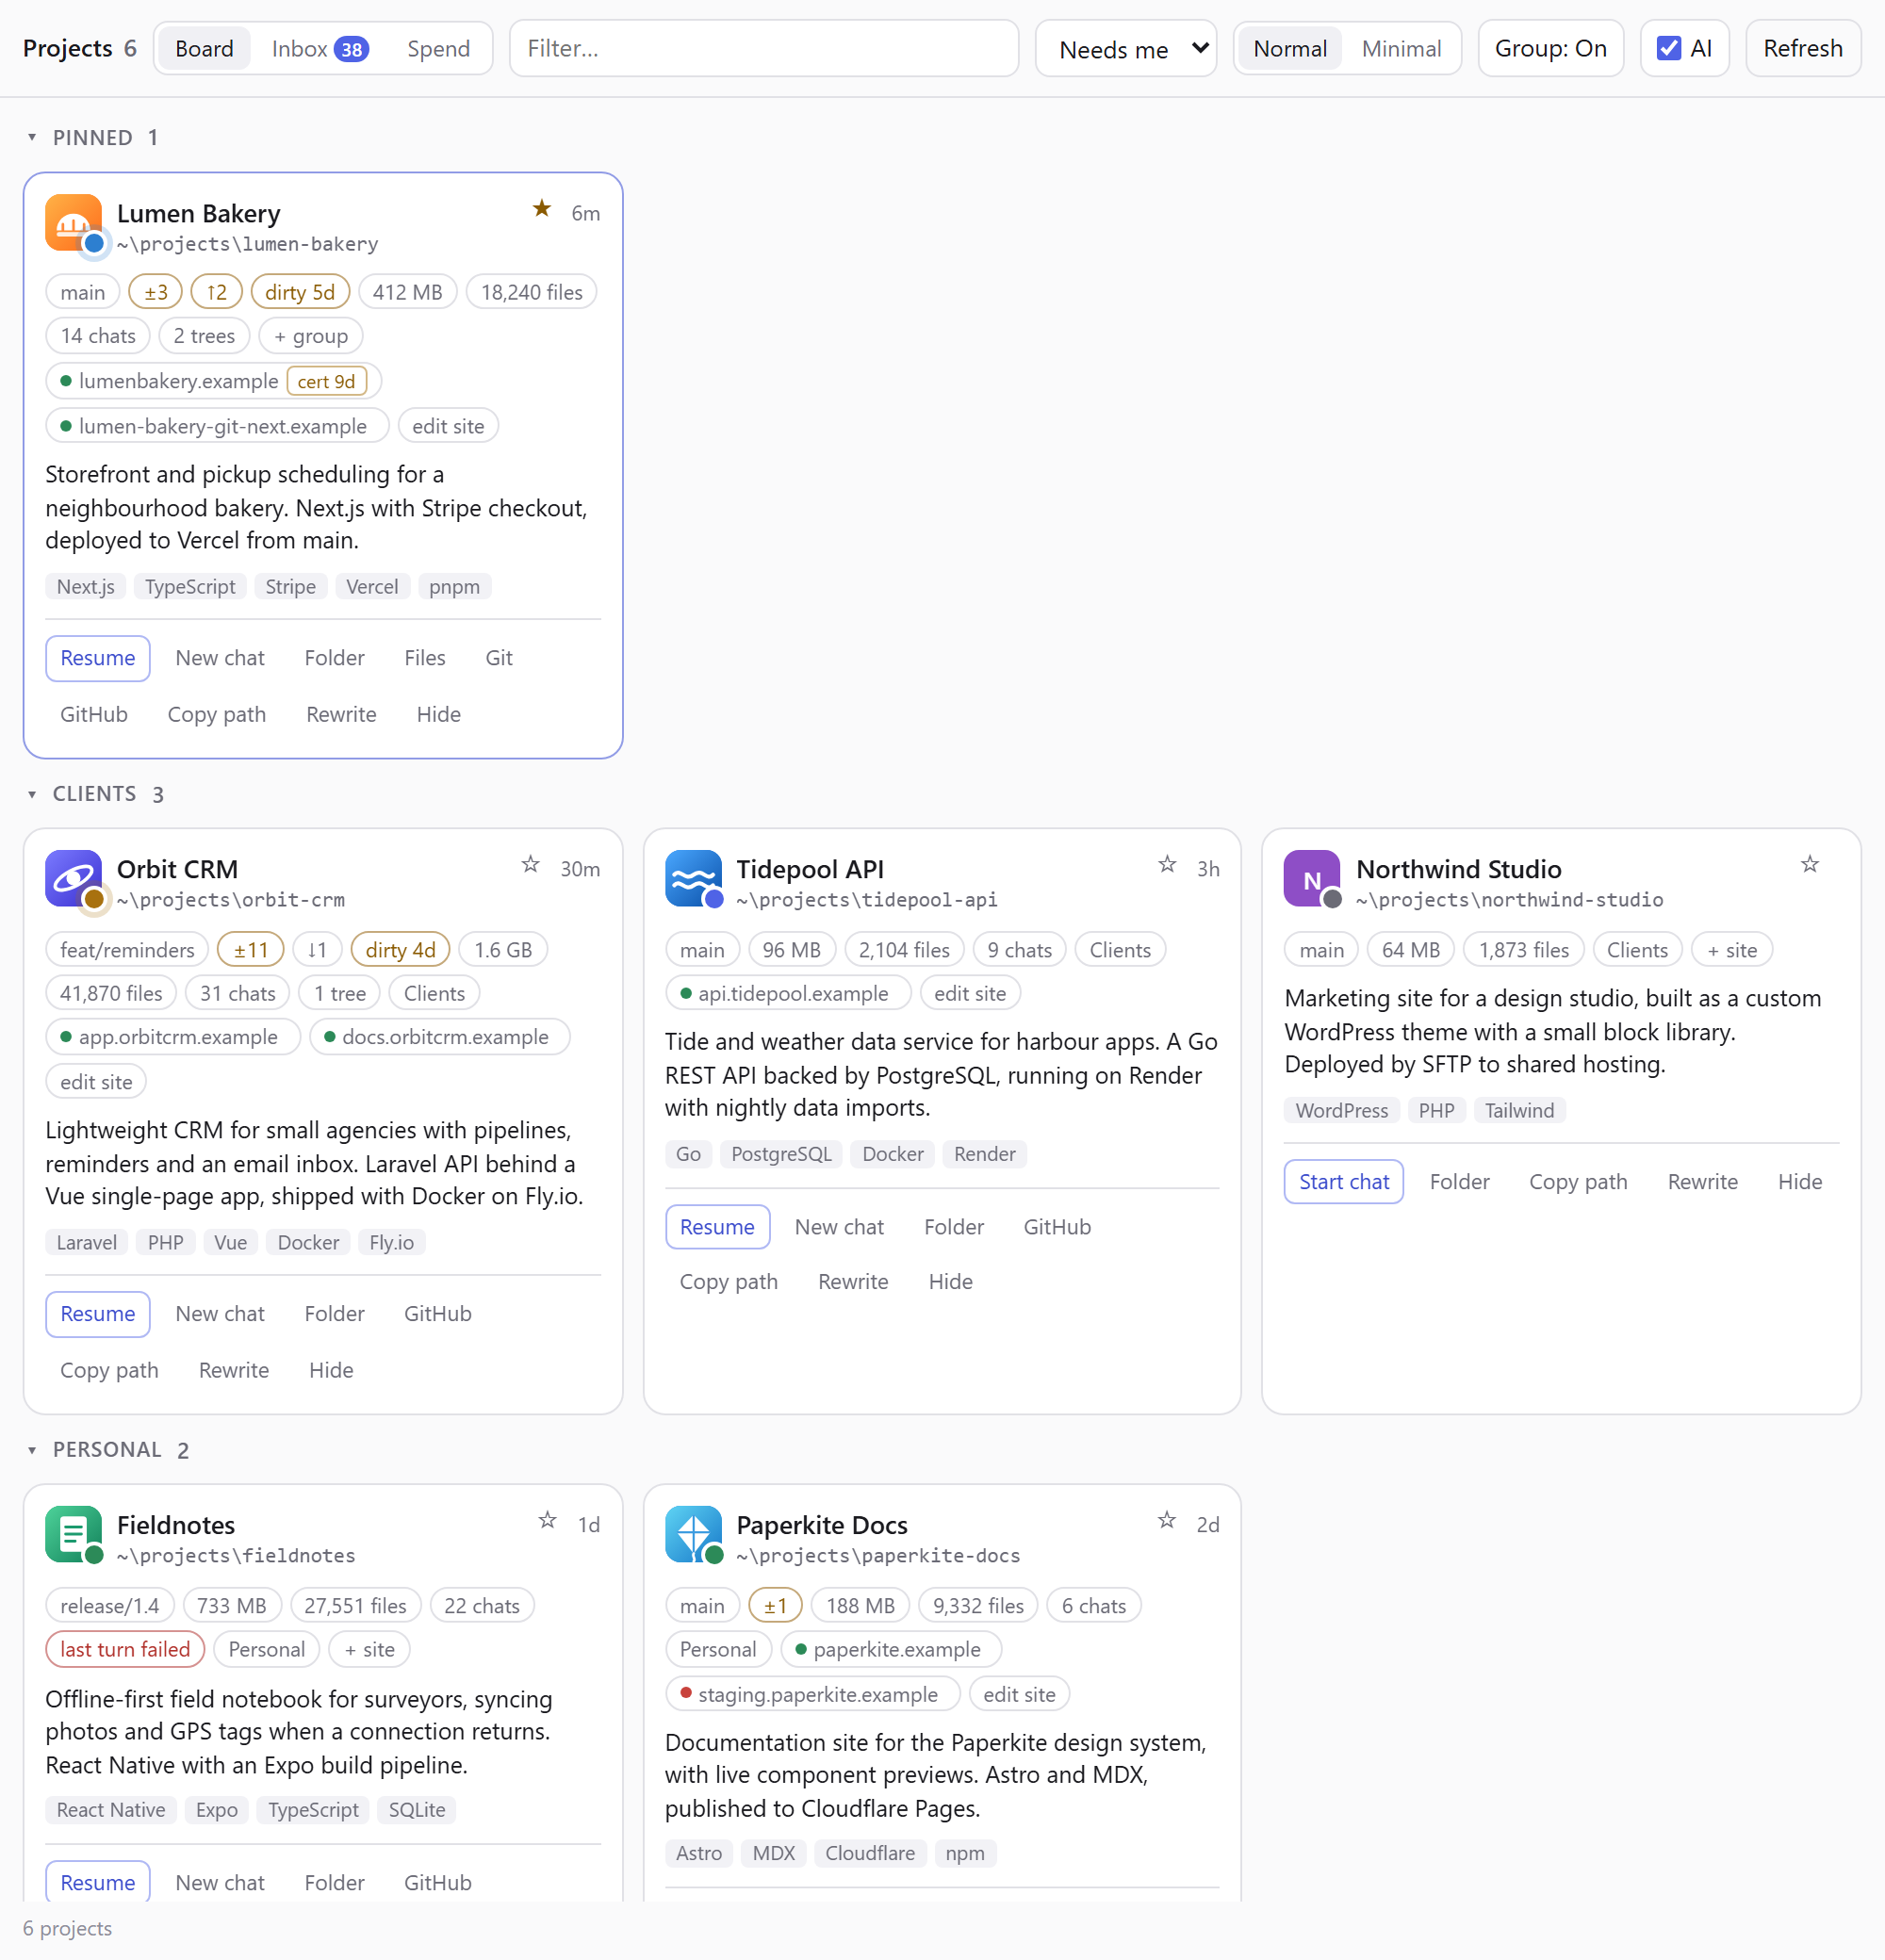 Projects 6 Board Inbox 38 Spend Filter... Needs me Normal Minimal Group: On AI Refresh
▾ PINNED 1
Lumen Bakery ★ 6m
~\projects\lumen-bakery
main ±3 ↑2 dirty 5d 412 MB 18,240 files
14 chats 2 trees + group
lumenbakery.example cert 9d
lumen-bakery-git-next.example edit site
Storefront and pickup scheduling for a
neighbourhood bakery. Next.js with Stripe checkout,
deployed to Vercel from main.
Next.js TypeScript Stripe Vercel pnpm
Resume New chat Folder Files Git
GitHub Copy path Rewrite Hide
▾ CLIENTS 3
Orbit CRM ☆ 30m
~\projects\orbit-crm
feat/reminders ±11 ↓1 dirty 4d 1.6 GB
41,870 files 31 chats 1 tree Clients
app.orbitcrm.example docs.orbitcrm.example
edit site
Lightweight CRM for small agencies with pipelines,
reminders and an email inbox. Laravel API behind a
Vue single-page app, shipped with Docker on Fly.io.
Laravel PHP Vue Docker Fly.io
Resume New chat Folder GitHub
Copy path Rewrite Hide
Tidepool API ☆ 3h
~\projects\tidepool-api
main 96 MB 2,104 files 9 chats Clients
api.tidepool.example edit site
Tide and weather data service for harbour apps. A Go
REST API backed by PostgreSQL, running on Render
with nightly data imports.
Go PostgreSQL Docker Render
Resume New chat Folder GitHub
Copy path Rewrite Hide
N
Northwind Studio ☆
~\projects\northwind-studio
main 64 MB 1,873 files Clients + site
Marketing site for a design studio, built as a custom
WordPress theme with a small block library.
Deployed by SFTP to shared hosting.
WordPress PHP Tailwind
Start chat Folder Copy path Rewrite Hide
▾ PERSONAL 2
Fieldnotes ☆ 1d
~\projects\fieldnotes
release/1.4 733 MB 27,551 files 22 chats
last turn failed Personal + site
Offline-first field notebook for surveyors, syncing
photos and GPS tags when a connection returns.
React Native with an Expo build pipeline.
React Native Expo TypeScript SQLite
Resume New chat Folder GitHub
Paperkite Docs ☆ 2d
~\projects\paperkite-docs
main ±1 188 MB 9,332 files 6 chats
Personal paperkite.example
staging.paperkite.example edit site
Documentation site for the Paperkite design system,
with live component previews. Astro and MDX,
published to Cloudflare Pages.
Astro MDX Cloudflare npm
6 projects